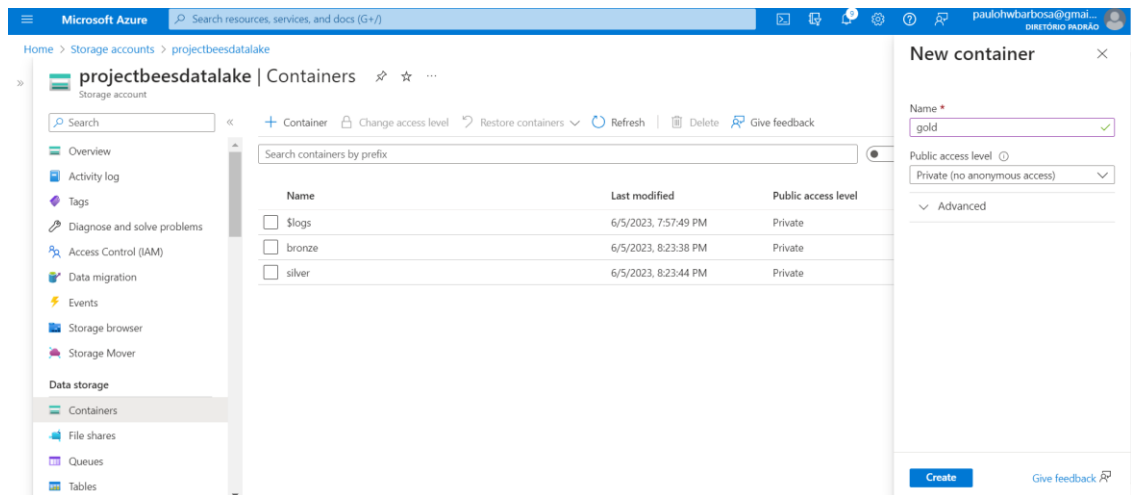 Microsoft Azure
Search resources, services, and docs (G+/)
9
paulohwbarbosa@gmai...
DIRETÓRIO PADRÃO
Home > Storage accounts > projectbeesdatalake
projectbeesdatalake | Containers
Storage account
Search
Overview
Activity log
Tags
Diagnose and solve problems
Access Control (IAM)
Data migration
Events
Storage browser
Storage Mover
Data storage
Containers
File shares
Queues
Tables
+ Container Change access level Restore containers Refresh Delete Give feedback
Search containers by prefix
Name Last modified Public access level
$logs 6/5/2023, 7:57:49 PM Private
bronze 6/5/2023, 8:23:38 PM Private
silver 6/5/2023, 8:23:44 PM Private
New container
Name *
gold
Public access level
Private (no anonymous access)
Advanced
Create Give feedback